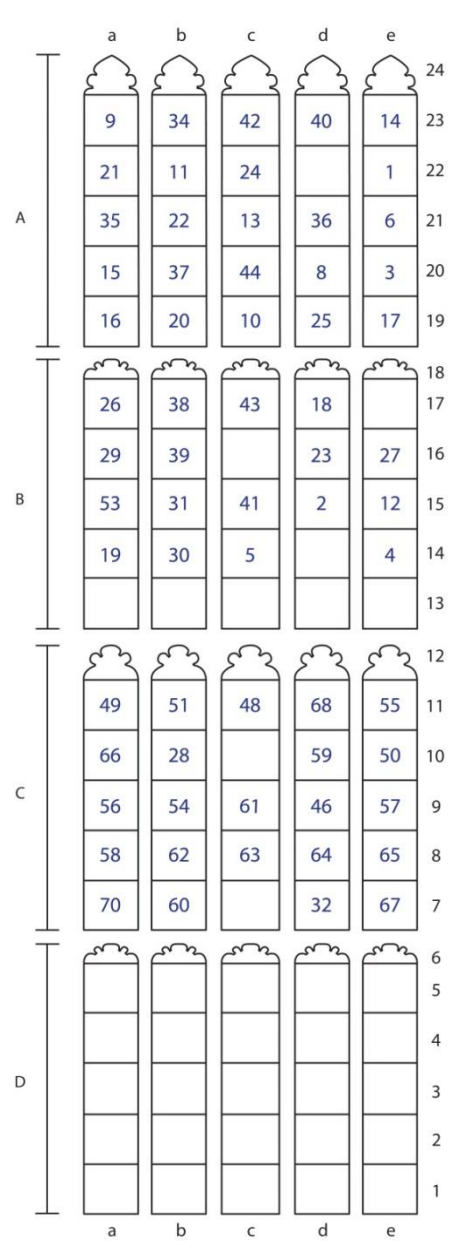 a b c d e
24
9 34 42 40 14 23
21 11 24 1 22
A 35 22 13 36 6 21
15 37 44 8 3 20
16 20 10 25 17 19
18
26 38 43 18 17
29 39 23 27 16
B 53 31 41 2 12 15
19 30 5 4 14
13
12
49 51 48 68 55 11
66 28 59 50 10
C 56 54 61 46 57 9
58 62 63 64 65 8
70 60 32 67 7
6
5
4
D 3
2
1
a b c d e